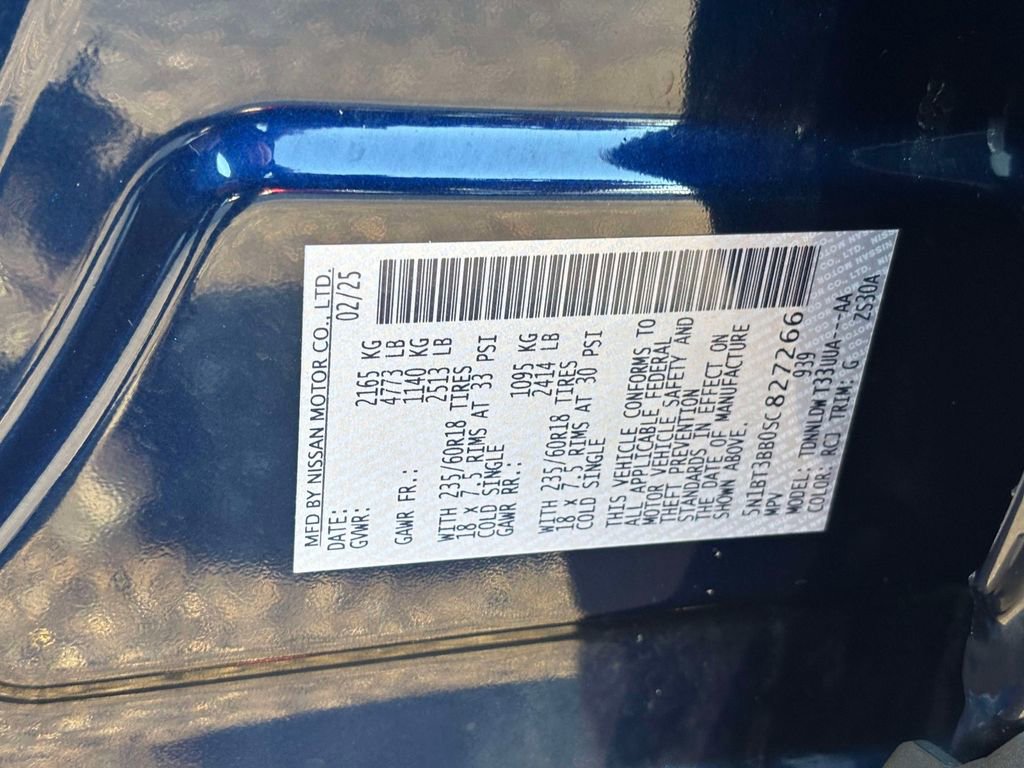 MFD BY NISSAN MOTOR CO., LTD.
DATE: 02/25
GVWR: 2165 KG
4773 LB
GAWR FR.: 1140 KG
2513 LB
WITH 235/60R18 TIRES
18 X 7.5 RIMS AT 33 PSI
COLD SINGLE
GAWR RR.: 1095 KG
2414 LB
WITH 235/60R18 TIRES
18 X 7.5 RIMS AT 30 PSI
COLD SINGLE
THIS VEHICLE CONFORMS TO
ALL APPLICABLE FEDERAL
MOTOR VEHICLE SAFETY AND
THEFT PREVENTION
STANDARDS IN EFFECT ON
THE DATE OF MANUFACTURE
SHOWN ABOVE.
5N1BT3BB0SC827266
MPV 939
MODEL: TDNNLDW T33UUA---AA
COLOR: RCJ TRIM: G ZS30A